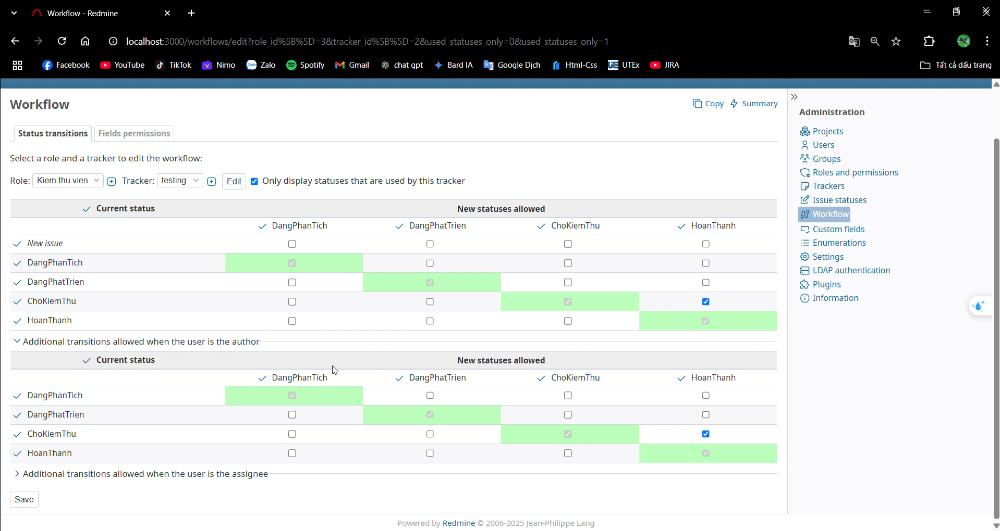 Workflow - Redmine
localhost:3000/workflows/edit?role_id%5B%5D=3&tracker_id%5B%5D=2&used_statuses_only=0&used_statuses_only=1
Facebook YouTube TikTok Nimo Zalo Spotify Gmail chat gpt Bard IA Google Dịch Html-Css UTEx JIRA Tất cả dấu trang
Workflow
Copy Summary
Status transitions Fields permissions
Select a role and a tracker to edit the workflow:
Role: Kiem thu vien Tracker: testing Edit Only display statuses that are used by this tracker
Current status New statuses allowed
DangPhanTich DangPhatTrien ChoKiemThu HoanThanh
New issue
DangPhanTich
DangPhatTrien
ChoKiemThu
HoanThanh
Additional transitions allowed when the user is the author
Current status New statuses allowed
DangPhanTich DangPhatTrien ChoKiemThu HoanThanh
DangPhanTich
DangPhatTrien
ChoKiemThu
HoanThanh
Additional transitions allowed when the user is the assignee
Save
Administration
Projects
Users
Groups
Roles and permissions
Trackers
Issue statuses
Workflow
Custom fields
Enumerations
Settings
LDAP authentication
Plugins
Information
Powered by Redmine © 2006-2025 Jean-Philippe Lang